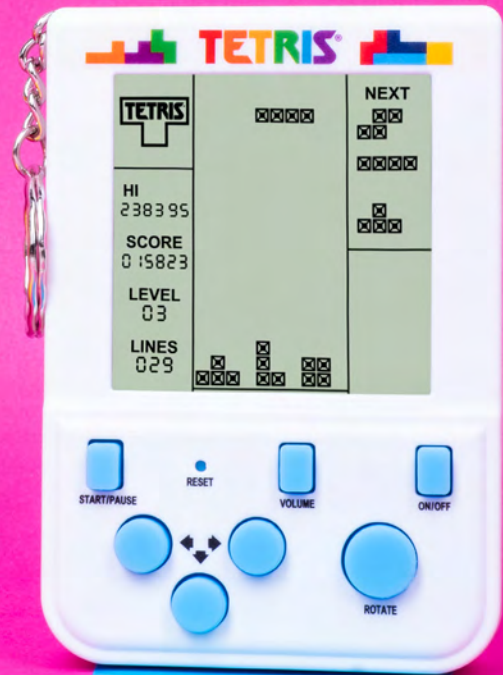 TETRIS®
TETRIS
NEXT
HI
238395
SCORE
015823
LEVEL
03
LINES
029
START/PAUSE
RESET
VOLUME
ON/OFF
ROTATE